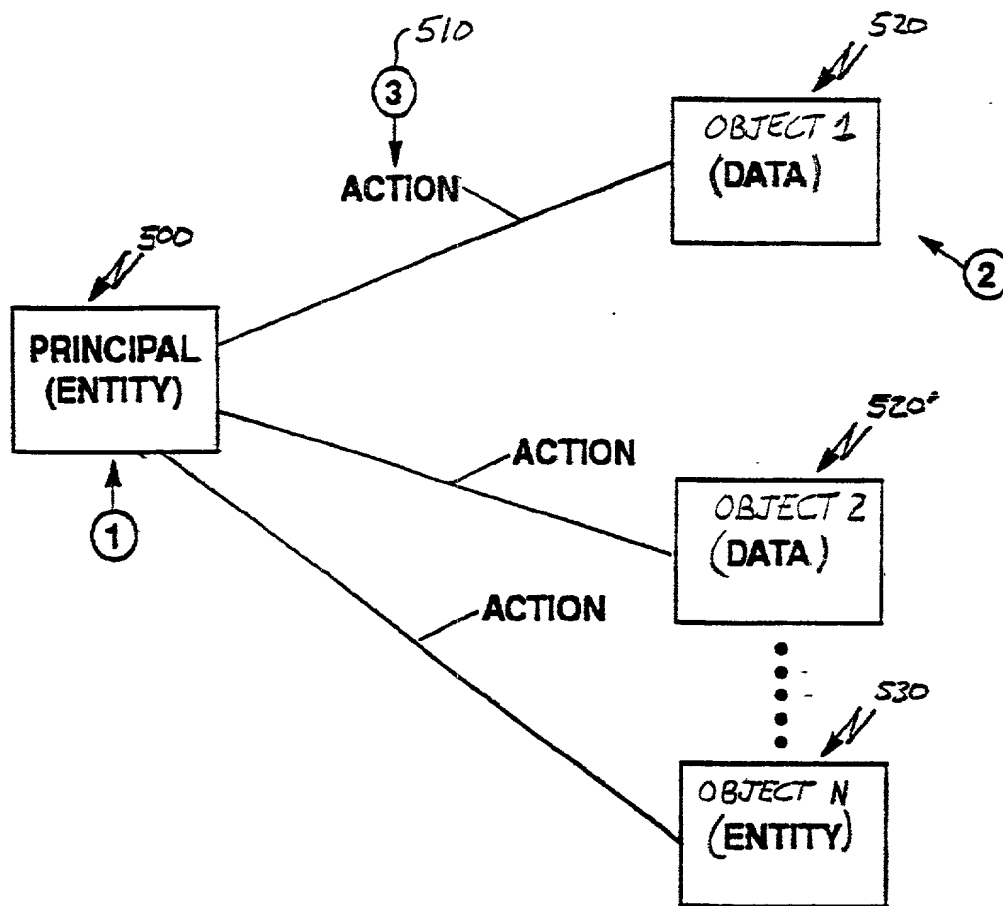 510
3
ACTION
520
OBJECT 1
(DATA)
2
500
PRINCIPAL
(ENTITY)
1
ACTION
520'
OBJECT 2
(DATA)
ACTION
530
OBJECT N
(ENTITY)